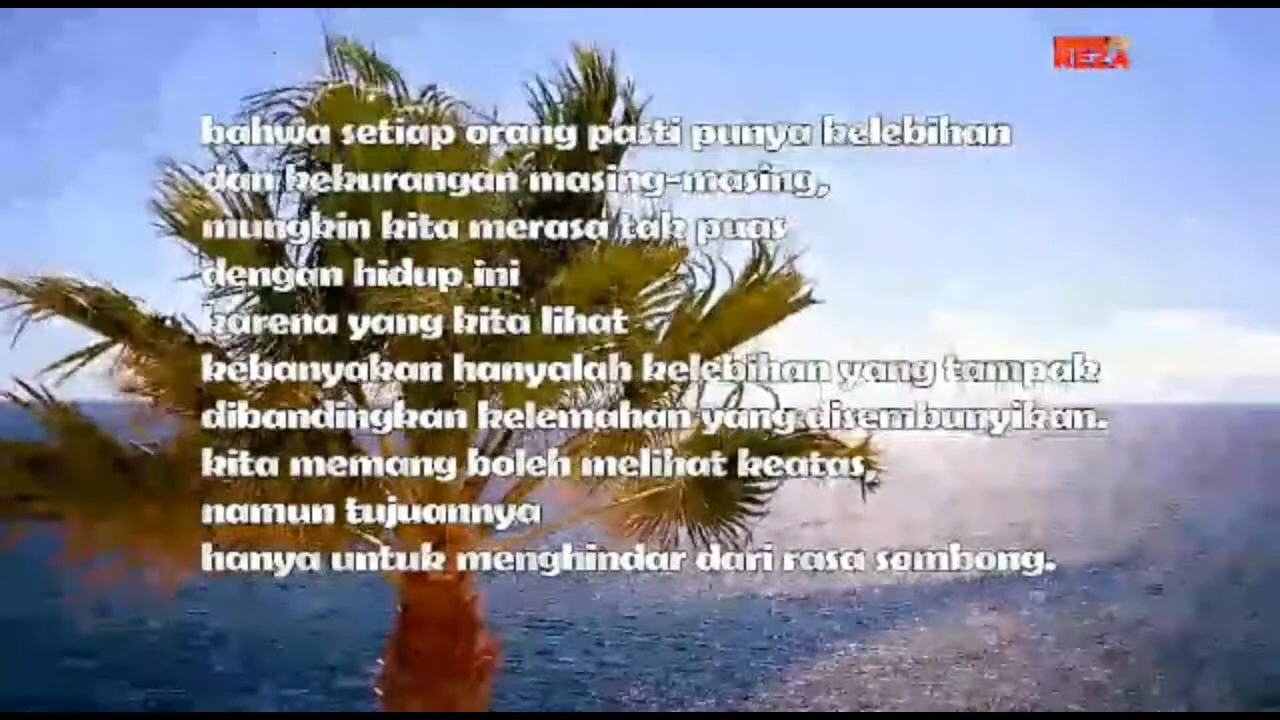 REZA
bahwa setiap orang pasti punya kelebihan
dan kekurangan masing-masing,
mungkin kita merasa tak puas
dengan hidup ini
karena yang kita lihat
kebanyakan hanyalah kelebihan yang tampak
dibandingkan kelemahan yang disembunyikan.
kita memang boleh melihat keatas,
namun tujuannya
hanya untuk menghindar dari rasa sombong.